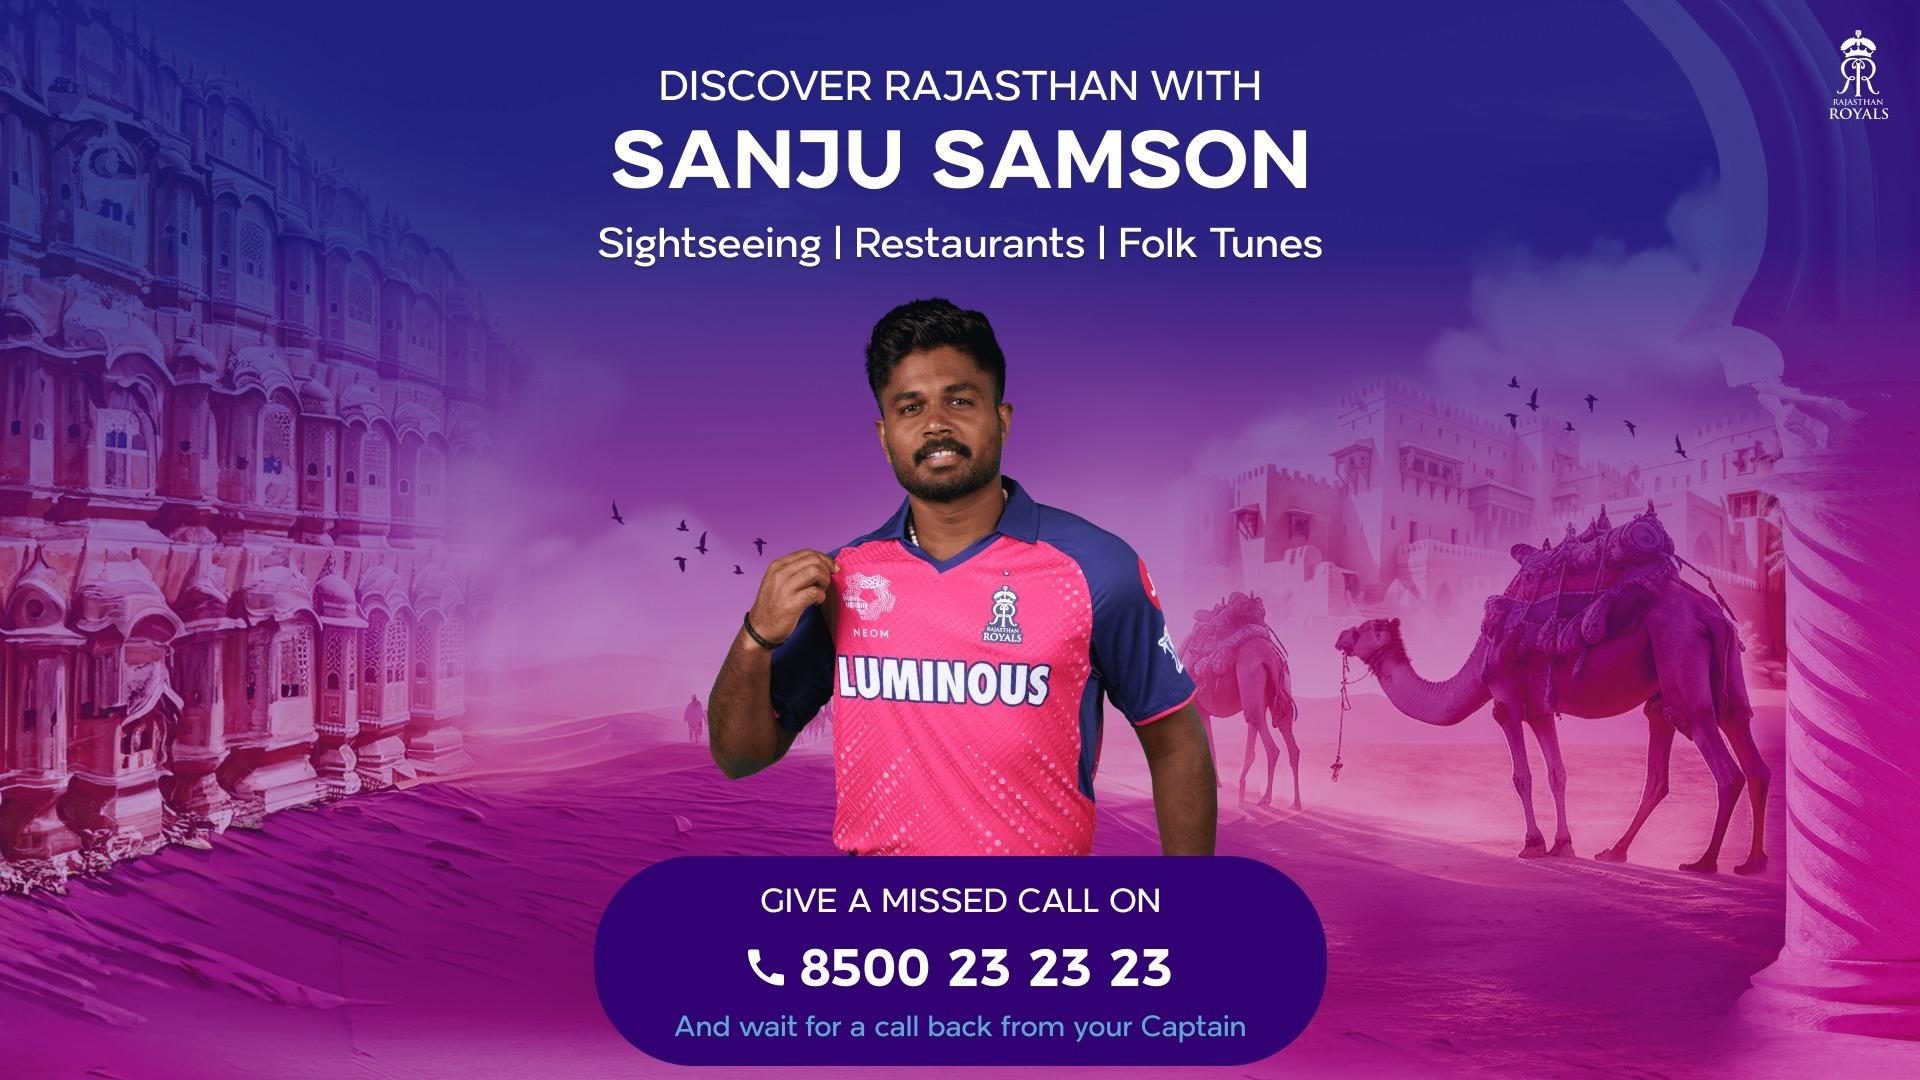 DISCOVER RAJASTHAN WITH
SANJU SAMSON
Sightseeing | Restaurants | Folk Tunes
RAJASTHAN
ROYALS
NEOM
RAJASTHAN
ROYALS
LUMINOUS
GIVE A MISSED CALL ON
8500 23 23 23
And wait for a call back from your Captain